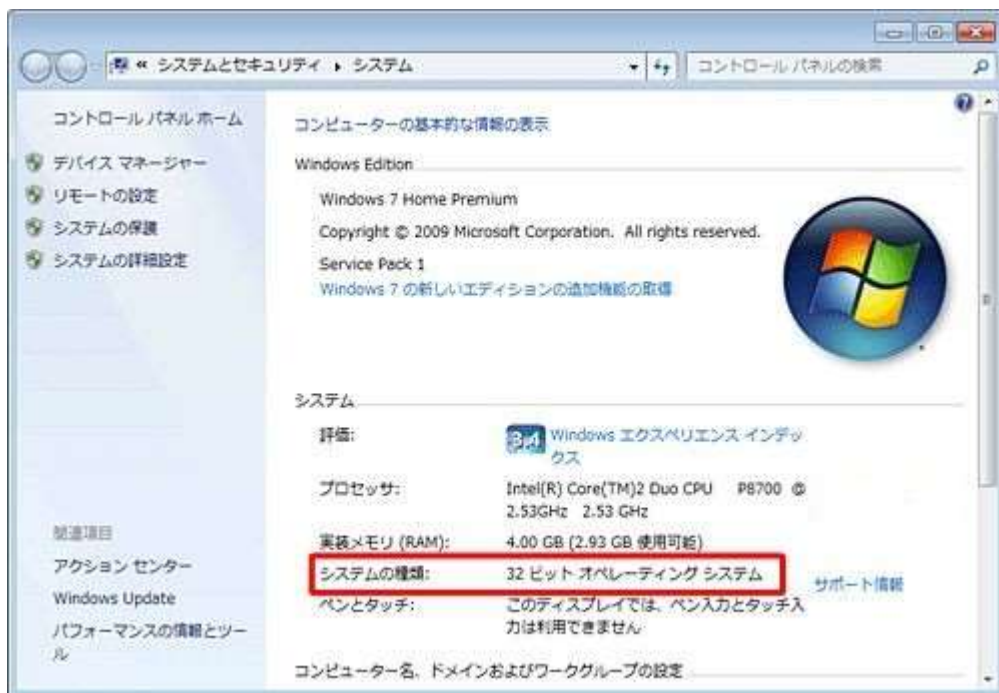 « システムとセキュリティ ▸ システム
コントロール パネルの検索
コントロール パネル ホーム
デバイス マネージャー
リモートの設定
システムの保護
システムの詳細設定
関連項目
アクション センター
Windows Update
パフォーマンスの情報とツー
ル
コンピューターの基本的な情報の表示
Windows Edition
Windows 7 Home Premium
Copyright © 2009 Microsoft Corporation. All rights reserved.
Service Pack 1
Windows 7 の新しいエディションの追加機能の取得
システム
評価:
3.4 Windows エクスペリエンス インデッ
クス
プロセッサ:
Intel(R) Core(TM)2 Duo CPU P8700 @
2.53GHz 2.53 GHz
実装メモリ (RAM):
4.00 GB (2.93 GB 使用可能)
システムの種類:
32 ビット オペレーティング システム
ペンとタッチ:
このディスプレイでは、ペン入力とタッチ入
力は利用できません
サポート情報
コンピューター名、ドメインおよびワークグループの設定